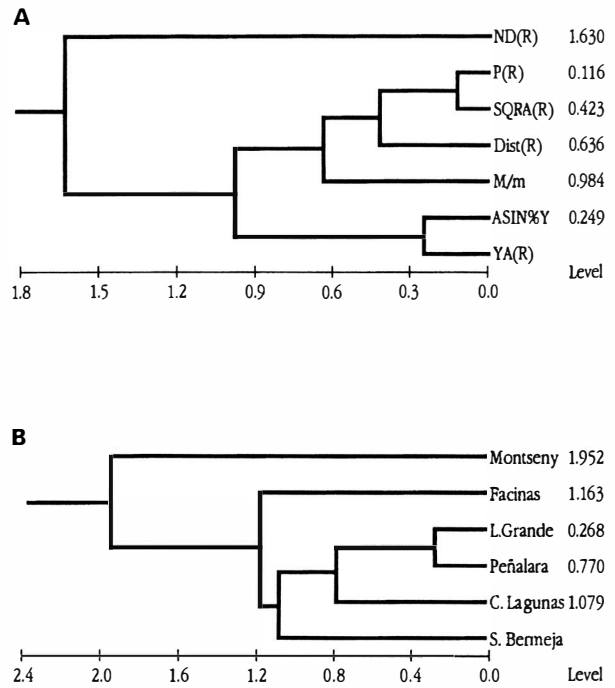 A
ND(R) 1.630
P(R) 0.116
SQRA(R) 0.423
Dist(R) 0.636
M/m 0.984
ASIN%Y 0.249
YA(R)
Level
1.8 1.5 1.2 0.9 0.6 0.3 0.0
B
Montseny 1.952
Facinas 1.163
L.Grande 0.268
Peñalara 0.770
C. Lagunas 1.079
S. Bermeja
2.4 2.0 1.6 1.2 0.8 0.4 0.0 Level